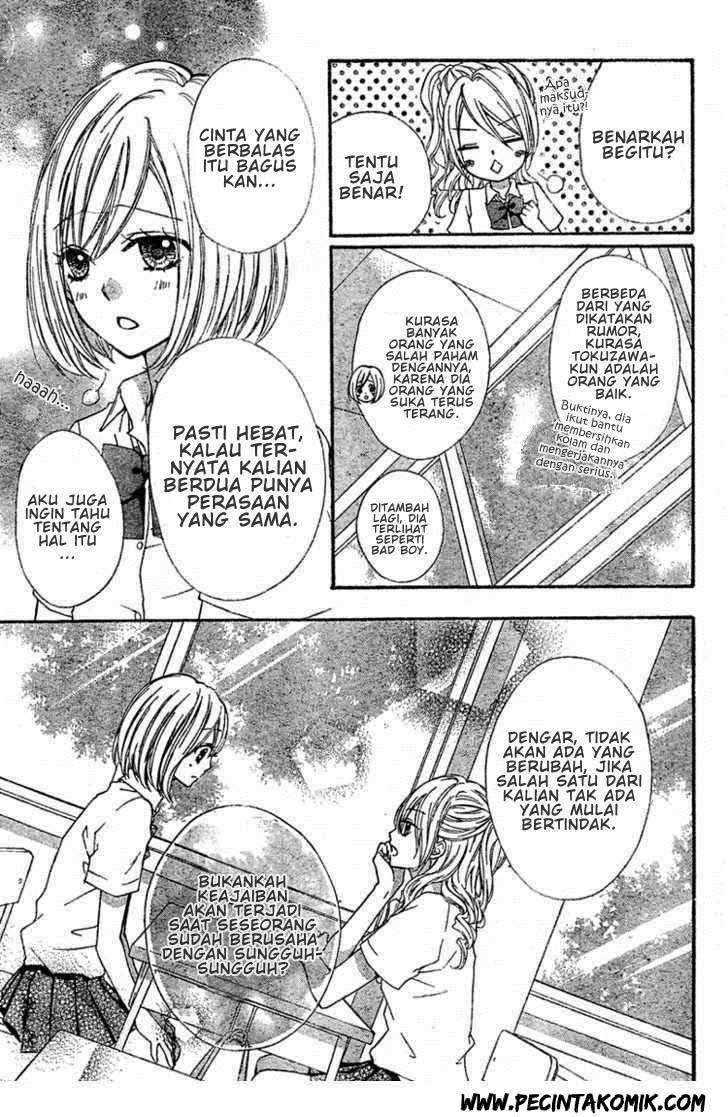 BENARKAH
BEGITU?
Apa
maksud-
nya itu?!
TENTU
SAJA
BENAR!
BERBEDA
DARI YANG
DIKATAKAN
RUMOR,
KURASA
TOKUZAWA-
KUN ADALAH
ORANG YANG
BAIK.
Buktinya, dia
ikut bantu
membersihkan
kolam dan
mengerjakannya
dengan serius.
KURASA
BANYAK
ORANG YANG
SALAH PAHAM
DENGANNYA,
KARENA DIA
ORANG YANG
SUKA TERUS
TERANG.
DITAMBAH
LAGI, DIA
TERLIHAT
SEPERTI
BAD BOY.
CINTA YANG
BERBALAS
ITU BAGUS
KAN...
haaah...
PASTI HEBAT,
KALAU TER-
NYATA KALIAN
BERDUA PUNYA
PERASAAN
YANG SAMA.
AKU JUGA
INGIN TAHU
TENTANG
HAL ITU
...
DENGAR, TIDAK
AKAN ADA YANG
BERUBAH, JIKA
SALAH SATU DARI
KALIAN TAK ADA
YANG MULAI
BERTINDAK.
BUKANKAH
KEAJAIBAN
AKAN TERJADI
SAAT SESEORANG
SUDAH BERUSAHA
DENGAN SUNGGUH-
SUNGGUH?
WWW.PECINTAKOMIK.COM